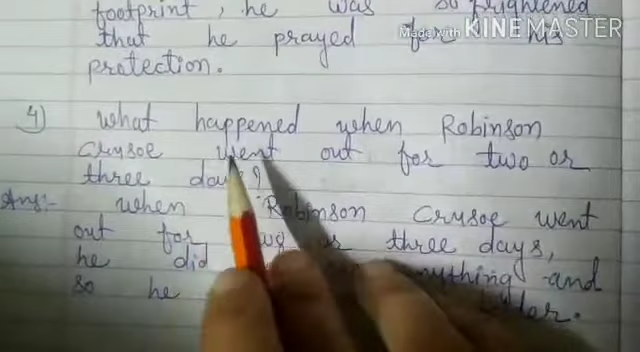 footprint, he was so frightened
Made with KINEMASTER
that he prayed for his
protection.
4) what happened when Robinson
Crusoe went out for two or
three days?
Ans:- when Robinson Crusoe went
out for or three days,
he did anything and
so he